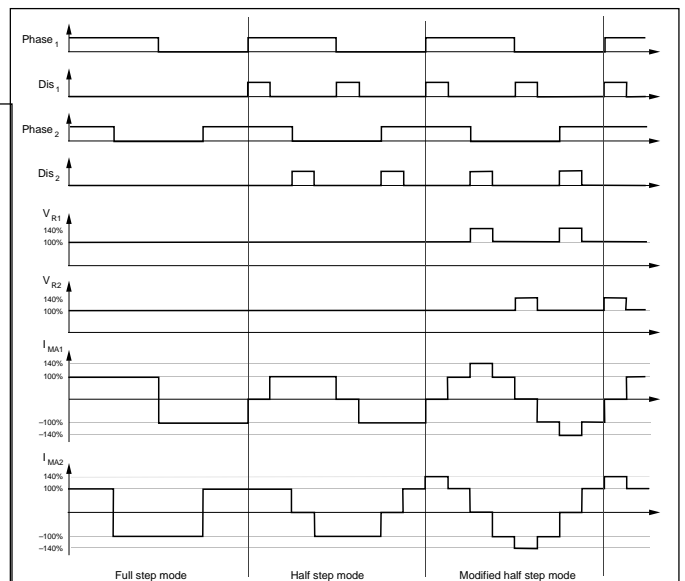 Phase 1
Dis 1
Phase 2
Dis 2
V R1
140%
100%
V R2
140%
100%
I MA1
140%
100%
–100%
–140%
I MA2
140%
100%
–100%
–140%
Full step mode Half step mode Modified half step mode